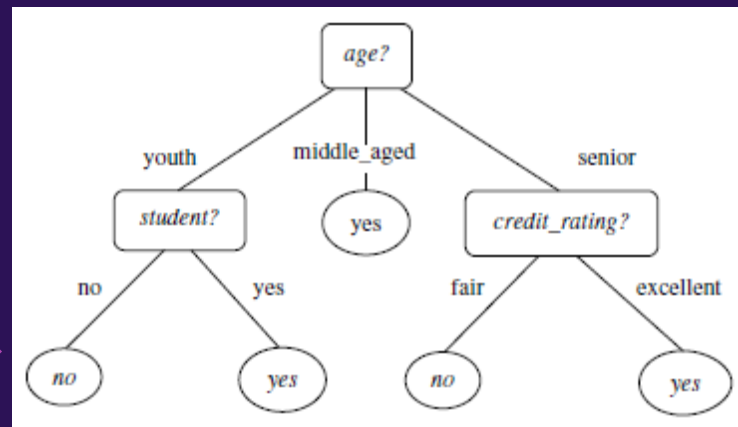 age?
youth
middle_aged
senior
student?
yes
credit_rating?
no
yes
fair
excellent
no
yes
no
yes